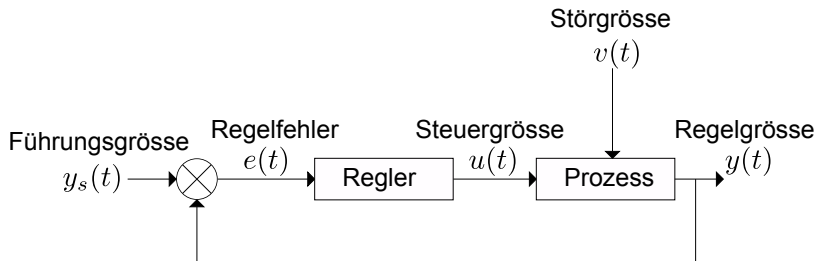 Störgrösse
v(t)
Führungsgrösse
y_s(t)
Regelfehler
e(t)
Regler
Steuergrösse
u(t)
Prozess
Regelgrösse
y(t)